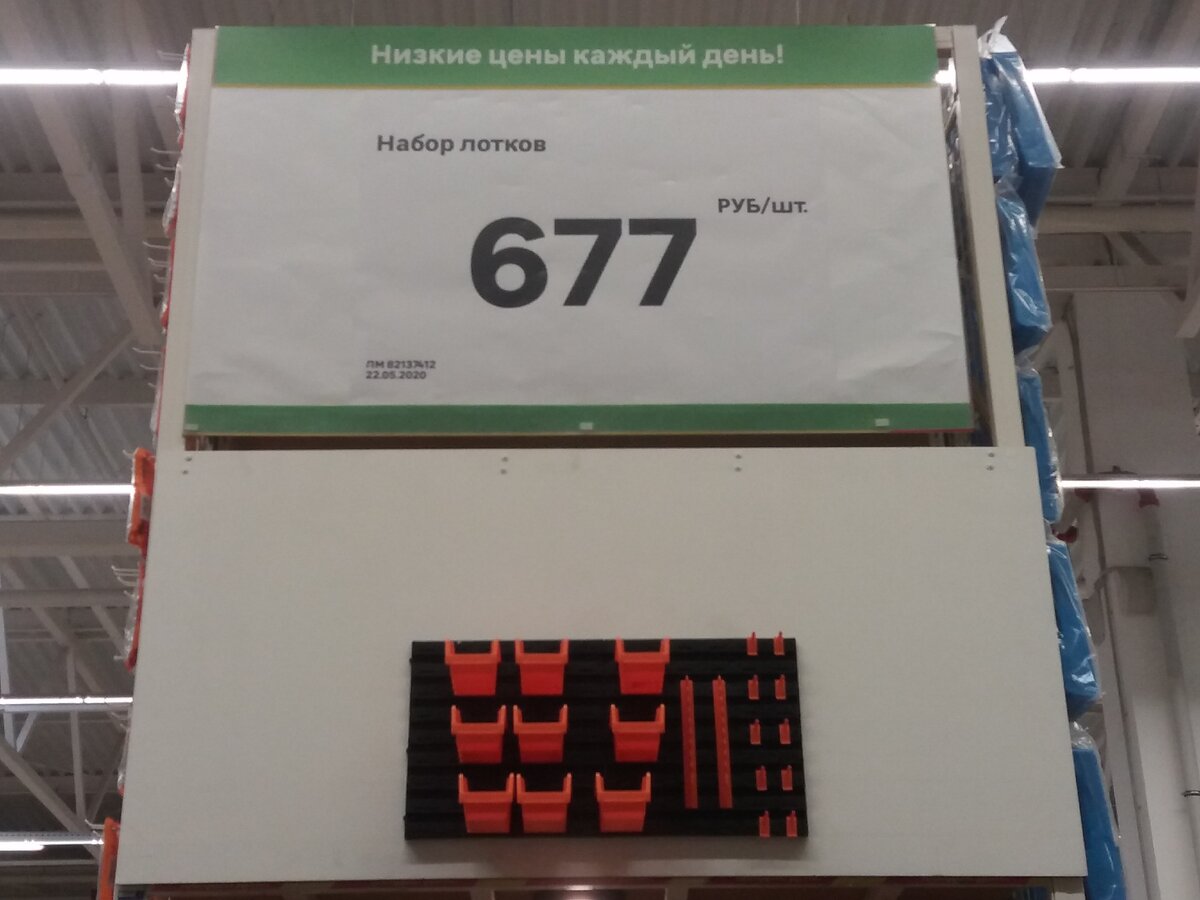 Низкие цены каждый день!
Набор лотков
РУБ/шт.
677
ЛМ 82137412
22.05.2020